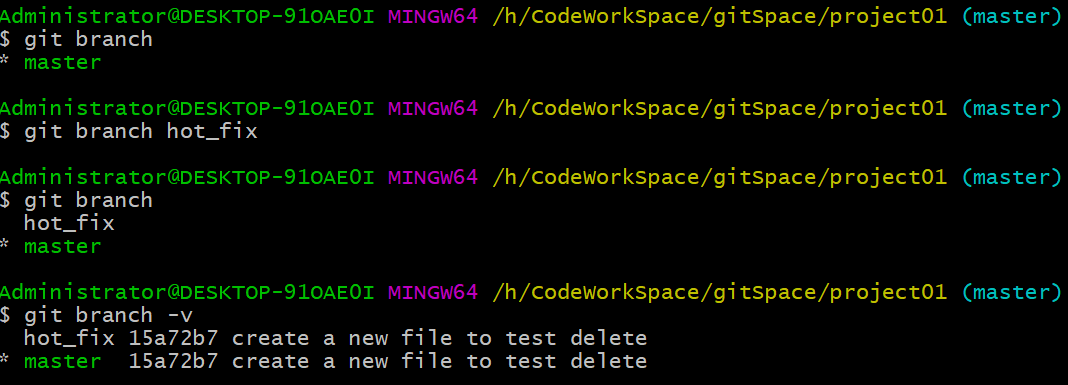 Administrator@DESKTOP-91OAE0I MINGW64 /h/CodeWorkSpace/gitSpace/project01 (master)
$ git branch
* master
Administrator@DESKTOP-91OAE0I MINGW64 /h/CodeWorkSpace/gitSpace/project01 (master)
$ git branch hot_fix
Administrator@DESKTOP-91OAE0I MINGW64 /h/CodeWorkSpace/gitSpace/project01 (master)
$ git branch
  hot_fix
* master
Administrator@DESKTOP-91OAE0I MINGW64 /h/CodeWorkSpace/gitSpace/project01 (master)
$ git branch -v
  hot_fix 15a72b7 create a new file to test delete
* master  15a72b7 create a new file to test delete